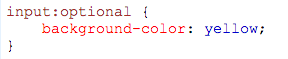 input:optional {
    background-color: yellow;
}